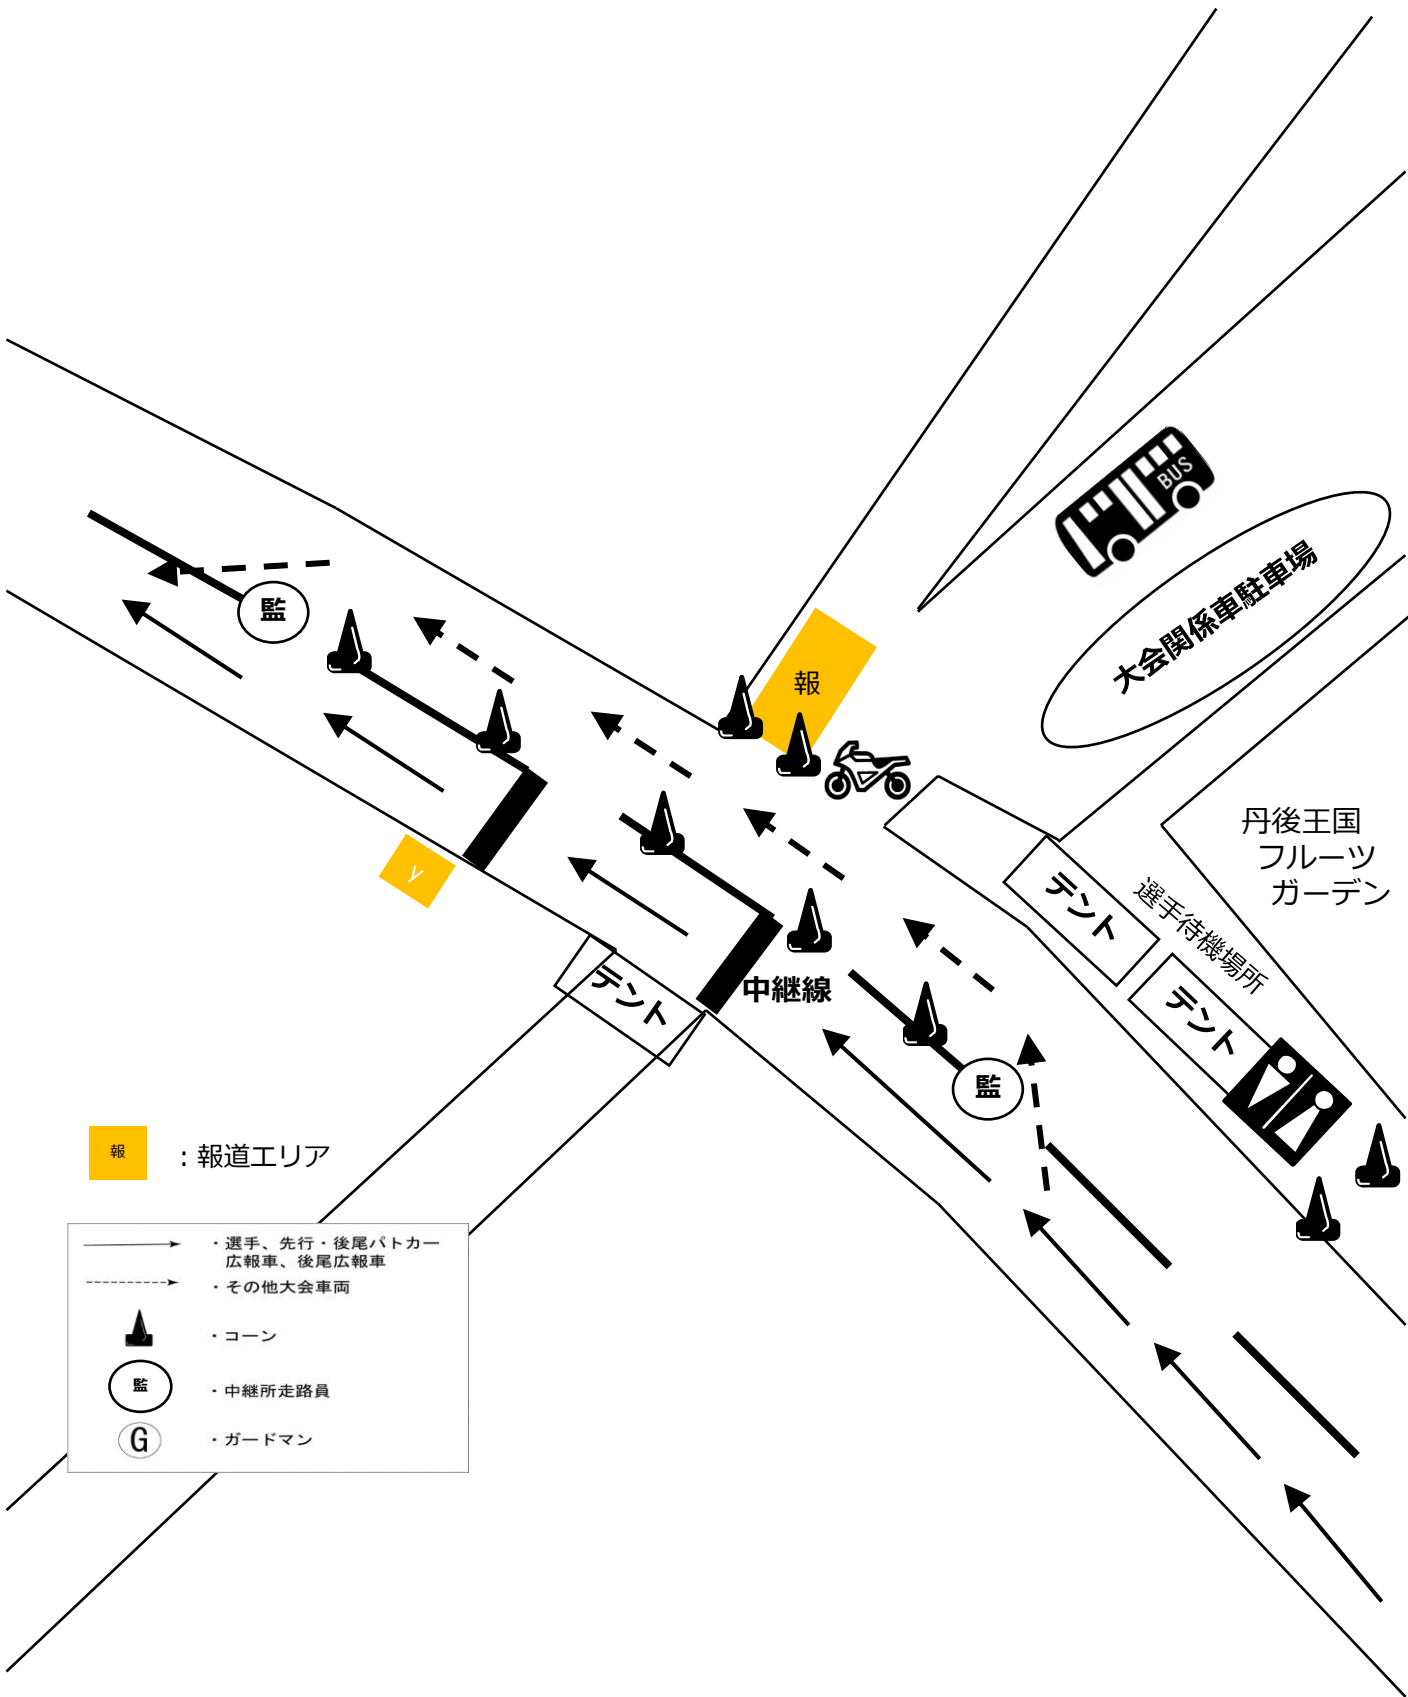 BUS
大会関係車駐車場
監
報
丹後王国
フルーツ
ガーデン
y
テント
選手待機場所
テント
テント
中継線
監
報
：報道エリア
・選手、先行・後尾パトカー
広報車、後尾広報車
・その他大会車両
・コーン
監
・中継所走路員
G
・ガードマン